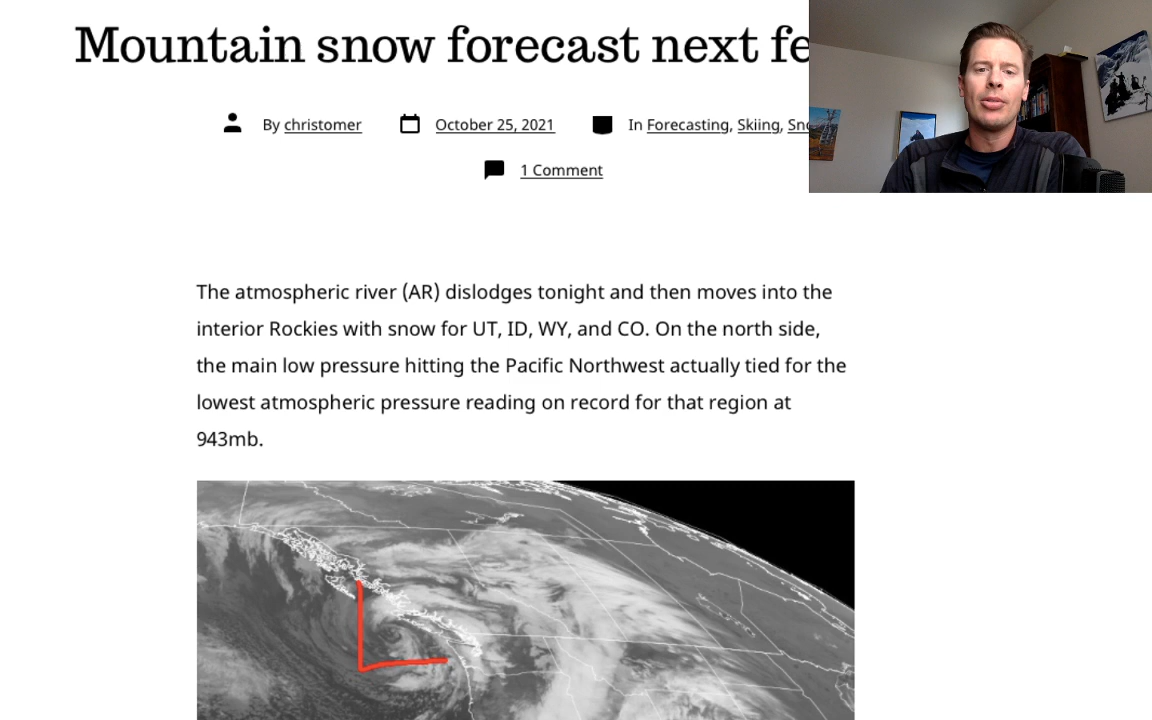 Mountain snow forecast next
By christomer October 25, 2021 In Forecasting, Skiing,
1 Comment
The atmospheric river (AR) dislodges tonight and then moves into the
interior Rockies with snow for UT, ID, WY, and CO. On the north side,
the main low pressure hitting the Pacific Northwest actually tied for the
lowest atmospheric pressure reading on record for that region at
943mb.
L